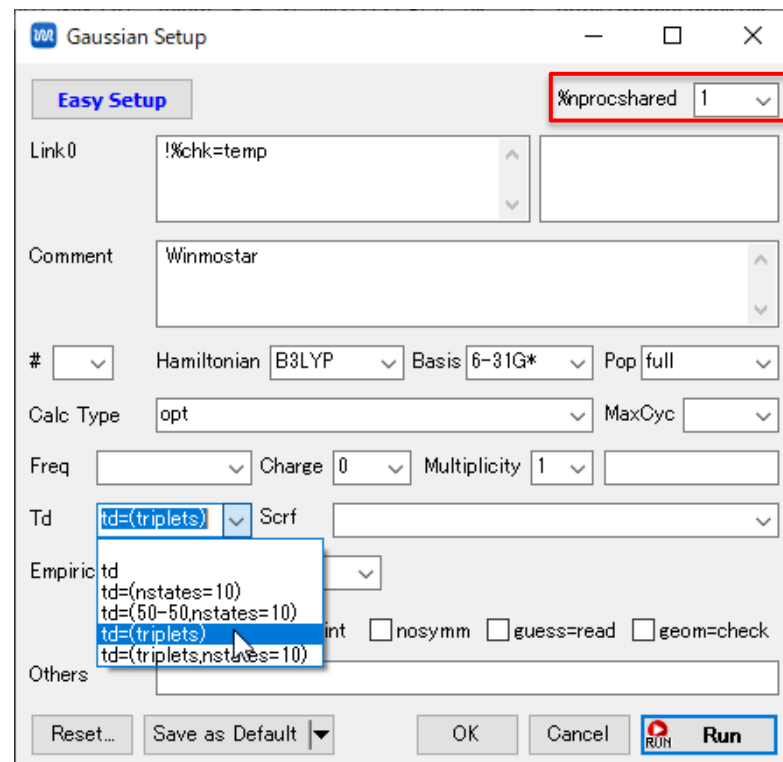 Gaussian Setup
Easy Setup
%nprocshared 1
Link0 !%chk=temp
Comment Winmostar
# Hamiltonian B3LYP Basis 6-31G* Pop full
Calc Type opt MaxCyc
Freq Charge 0 Multiplicity 1
Td td=(triplets) Scrf
Empiric
td
td=(nstates=10)
td=(50-50,nstates=10)
td=(triplets)
int nosymm guess=read geom=check
td=(triplets,nstates=10)
Others
Reset... Save as Default OK Cancel RUN Run